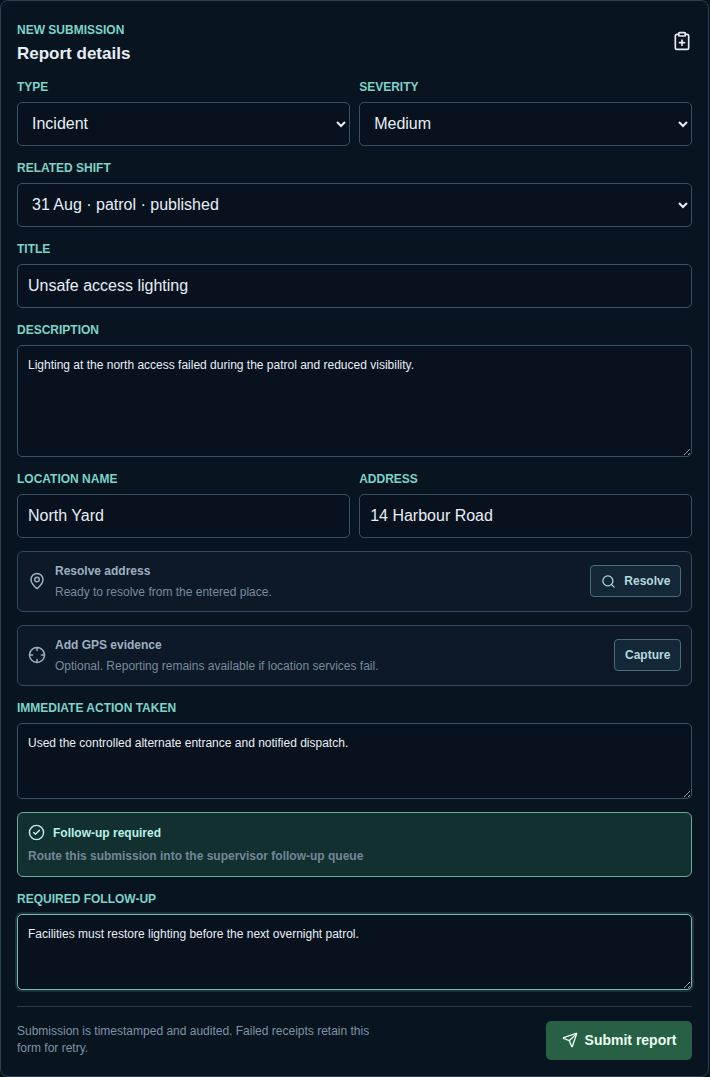 NEW SUBMISSION
Report details
TYPE
SEVERITY
Incident
Medium
RELATED SHIFT
31 Aug · patrol · published
TITLE
Unsafe access lighting
DESCRIPTION
Lighting at the north access failed during the patrol and reduced visibility.
LOCATION NAME
ADDRESS
North Yard
14 Harbour Road
Resolve address
Ready to resolve from the entered place.
Resolve
Add GPS evidence
Optional. Reporting remains available if location services fail.
Capture
IMMEDIATE ACTION TAKEN
Used the controlled alternate entrance and notified dispatch.
Follow-up required
Route this submission into the supervisor follow-up queue
REQUIRED FOLLOW-UP
Facilities must restore lighting before the next overnight patrol.
Submission is timestamped and audited. Failed receipts retain this
form for retry.
Submit report